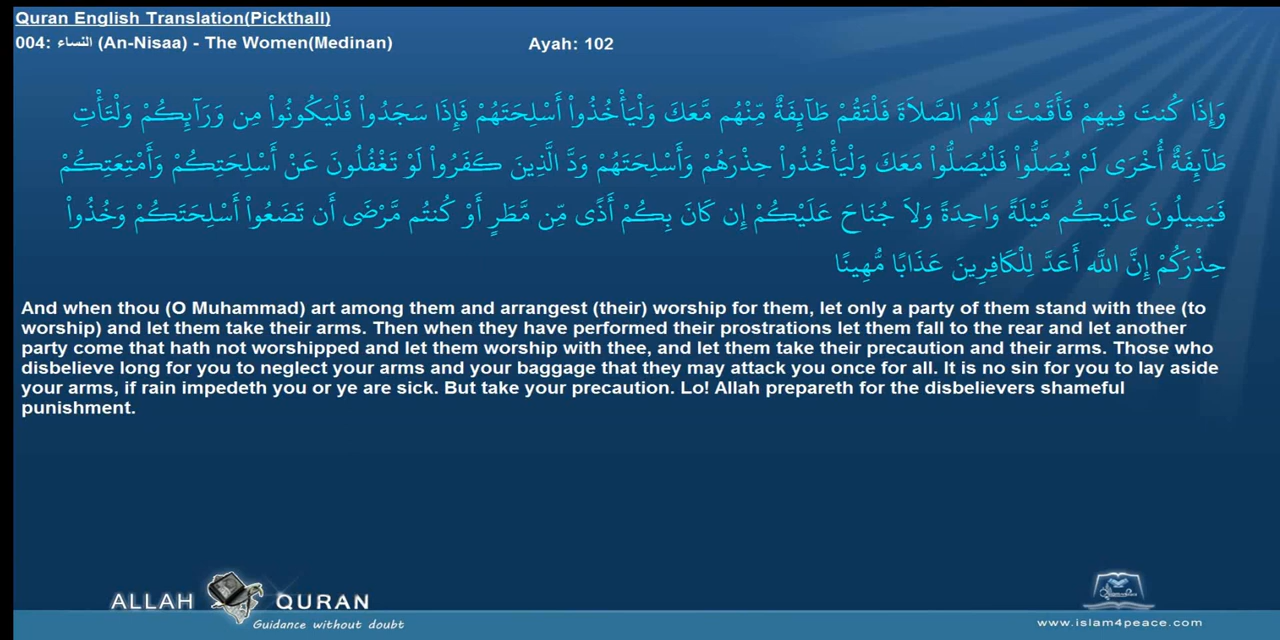 Quran English Translation(Pickthall)
004: النساء (An-Nisaa) - The Women(Medinan)
Ayah: 102
وَإِذَا كُنتَ فِيهِمْ فَأَقَمْتَ لَهُمُ الصَّلاَةَ فَلْتَقُمْ طَآئِفَةٌ مِّنْهُم مَّعَكَ وَلْيَأْخُذُواْ أَسْلِحَتَهُمْ فَإِذَا سَجَدُواْ فَلْيَكُونُواْ مِن وَرَآئِكُمْ وَلْتَأْتِ
طَآئِفَةٌ أُخْرَى لَمْ يُصَلُّواْ فَلْيُصَلُّواْ مَعَكَ وَلْيَأْخُذُواْ حِذْرَهُمْ وَأَسْلِحَتَهُمْ وَدَّ الَّذِينَ كَفَرُواْ لَوْ تَغْفُلُونَ عَنْ أَسْلِحَتِكُمْ وَأَمْتِعَتِكُمْ
فَيَمِيلُونَ عَلَيْكُم مَّيْلَةً وَاحِدَةً وَلاَ جُنَاحَ عَلَيْكُمْ إِن كَانَ بِكُمْ أَذًى مِّن مَّطَرٍ أَوْ كُنتُم مَّرْضَى أَن تَضَعُواْ أَسْلِحَتَكُمْ وَخُذُواْ
حِذْرَكُمْ إِنَّ اللَّه أَعَدَّ لِلْكَافِرِينَ عَذَابًا مُّهِينًا
And when thou (O Muhammad) art among them and arrangest (their) worship for them, let only a party of them stand with thee (to
worship) and let them take their arms. Then when they have performed their prostrations let them fall to the rear and let another
party come that hath not worshipped and let them worship with thee, and let them take their precaution and their arms. Those who
disbelieve long for you to neglect your arms and your baggage that they may attack you once for all. It is no sin for you to lay aside
your arms, if rain impedeth you or ye are sick. But take your precaution. Lo! Allah prepareth for the disbelievers shameful
punishment.
ALLAH QURAN
Guidance without doubt
www.islam4peace.com